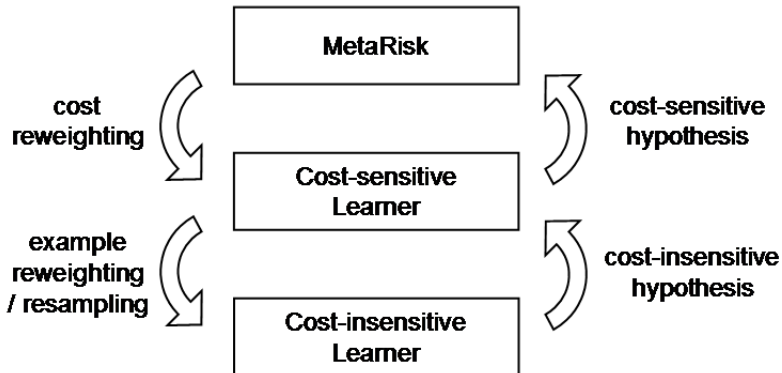 MetaRisk
cost
reweighting
cost-sensitive
hypothesis
Cost-sensitive
Learner
example
reweighting
/ resampling
cost-insensitive
hypothesis
Cost-insensitive
Learner